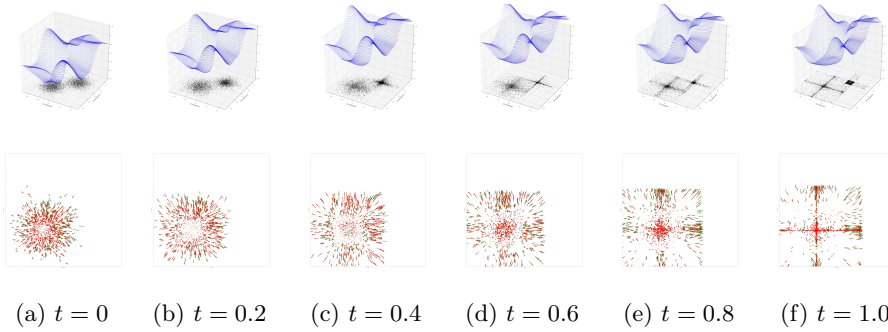 (a) t = 0 (b) t = 0.2 (c) t = 0.4 (d) t = 0.6 (e) t = 0.8 (f) t = 1.0